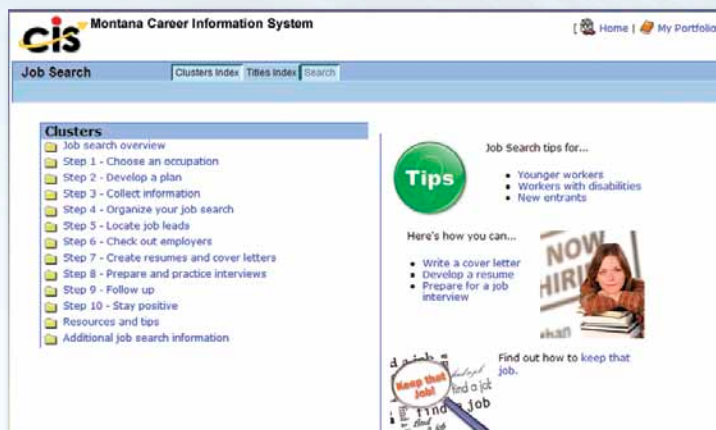 cis Montana Career Information System
[ Home | My Portfolio
Job Search Clusters Index Titles Index Search
Clusters
Job search overview
Step 1 - Choose an occupation
Step 2 - Develop a plan
Step 3 - Collect information
Step 4 - Organize your job search
Step 5 - Locate job leads
Step 6 - Check out employers
Step 7 - Create resumes and cover letters
Step 8 - Prepare and practice interviews
Step 9 - Follow up
Step 10 - Stay positive
Resources and tips
Additional job search information
Tips
Job Search tips for...
Younger workers
Workers with disabilities
New entrants
Here's how you can...
Write a cover letter
Develop a resume
Prepare for a job
interview
NOW
HIRI
Find out how to keep that
job.
Keep that
Job!
find a job
find a job
find
job